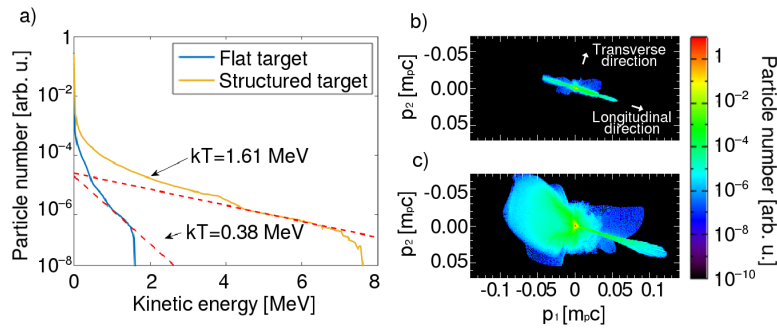 a)
Particle number [arb. u.]
1
10⁻²
10⁻⁴
10⁻⁶
10⁻⁸
Flat target
Structured target
kT=1.61 MeV
kT=0.38 MeV
0 2 4 6 8
Kinetic energy [MeV]
b)
p₂ [mₚc]
-0.05
0.00
0.05
Transverse
direction
Longitudinal
direction
c)
p₂ [mₚc]
-0.05
0.00
0.05
-0.1 -0.05 0.00 0.05 0.1
p₁ [mₚc]
1
10⁻²
10⁻⁴
10⁻⁶
10⁻⁸
10⁻¹⁰
Particle number [arb. u.]